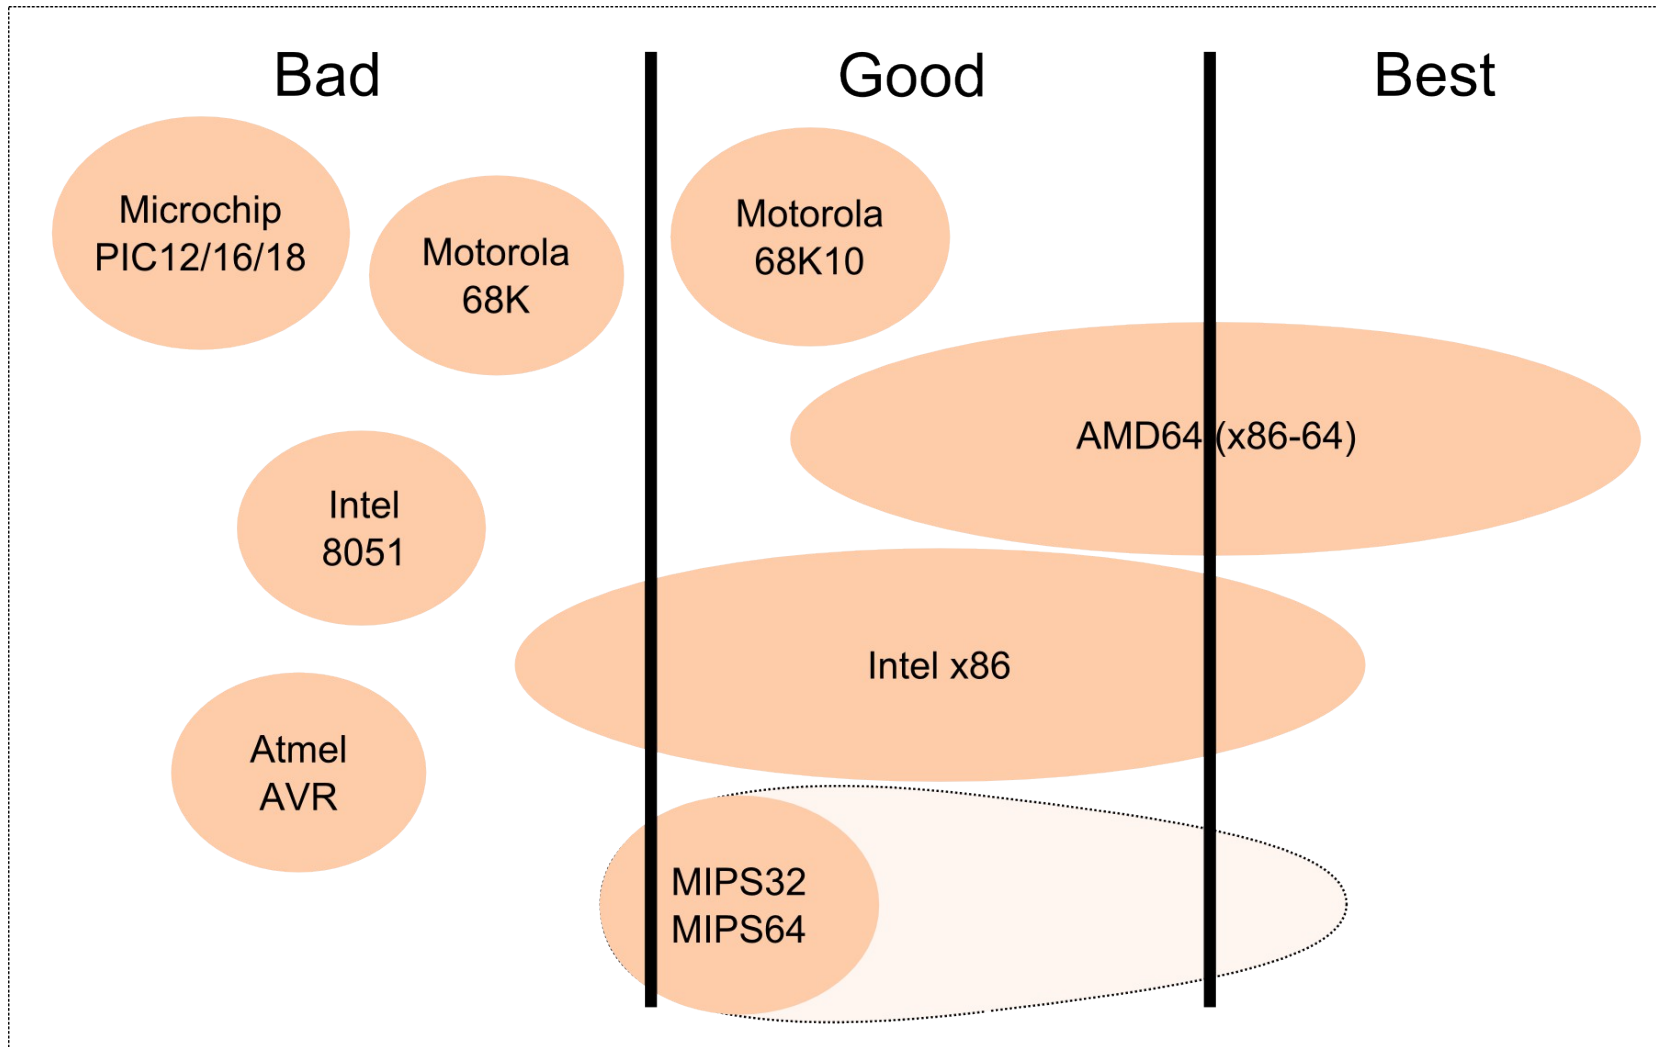 Bad
Good
Best
Microchip
PIC12/16/18
Motorola
68K
Motorola
68K10
AMD64 (x86-64)
Intel
8051
Intel x86
Atmel
AVR
MIPS32
MIPS64